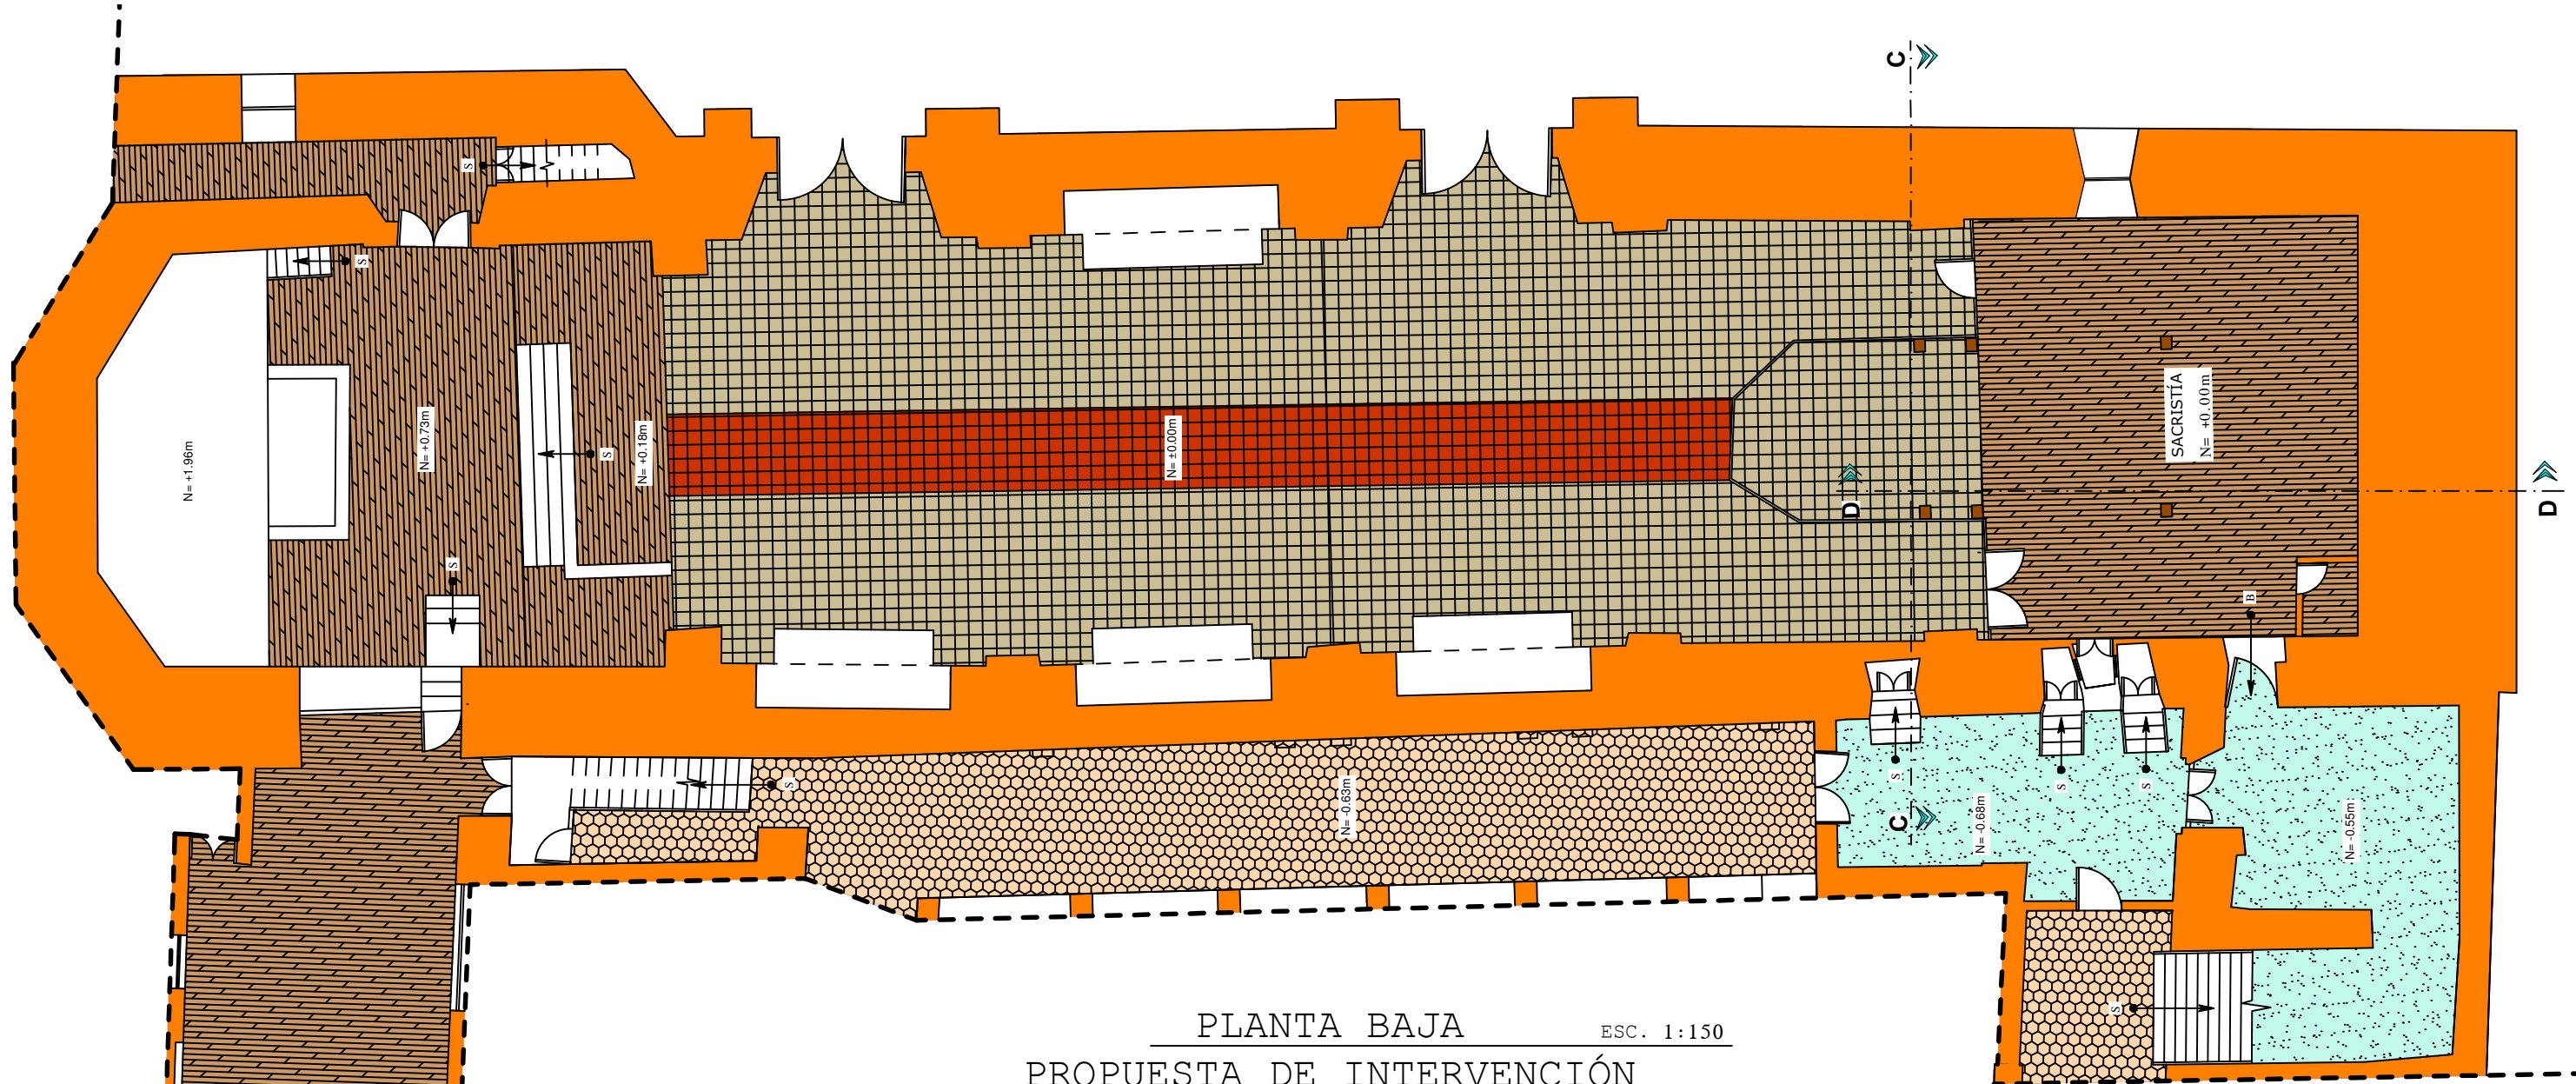 C
S
S
N= +1.96m
N= +0.73m
S
N= +0.18m
N= ±0.00m
SACRISTÍA
N= +0.00m
D
D
S
B
S
N= -0.63m
S
S
S
C
N= -0.68m
N= -0.55m
S
PLANTA BAJA
ESC. 1:150
PROPUESTA DE INTERVENCIÓN